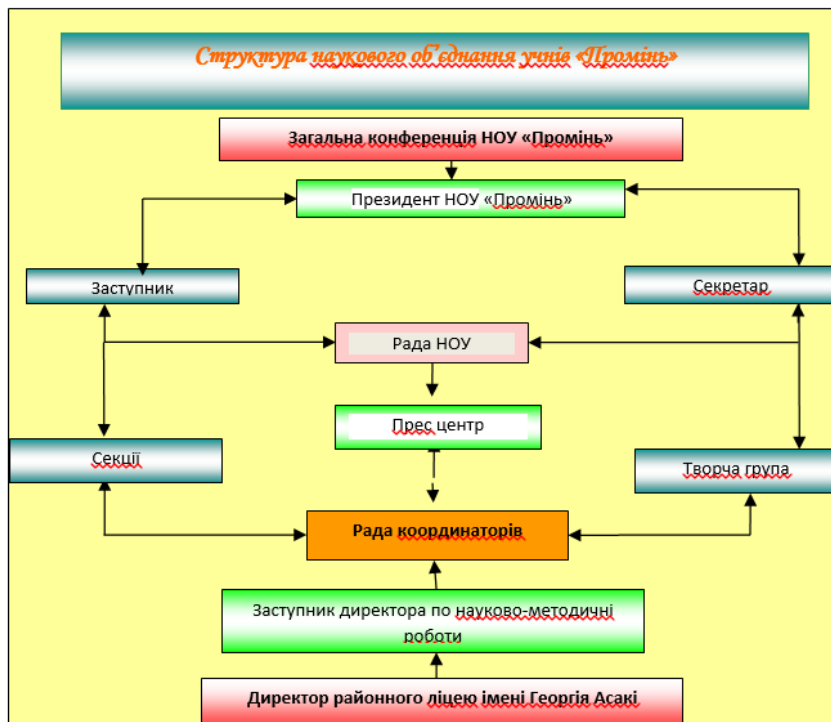 Структура наукового об’єднання учнів «Промінь»
Загальна конференція НОУ «Промінь»
Президент НОУ «Промінь»
Заступник
Секретар
Рада НОУ
Прес центр
Секції
Творча група
Рада координаторів
Заступник директора по науково-методичні
роботи
Директор районного ліцею імені Георгія Асакі